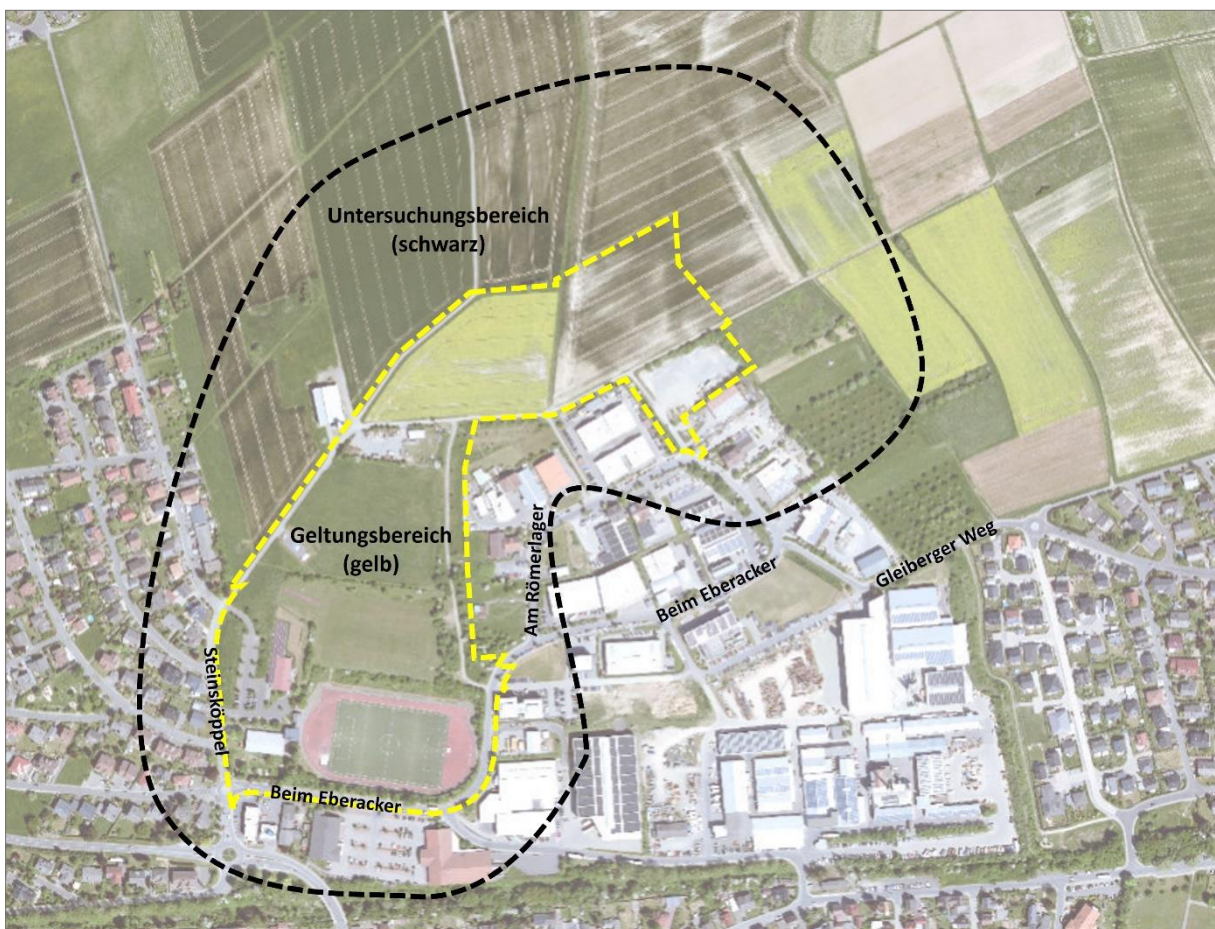 Untersuchungsbereich
(schwarz)
Geltungsbereich
(gelb)
Am Römerlager
Beim Eberacker
Gleiberger Weg
Steinsköppel
Beim Eberacker